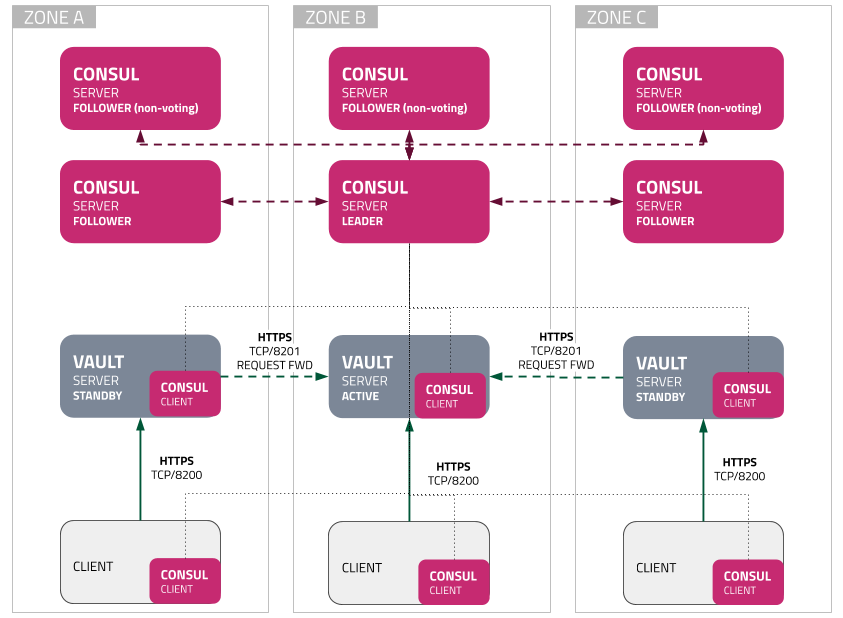 ZONE A
ZONE B
ZONE C
CONSUL
SERVER
FOLLOWER (non-voting)
CONSUL
SERVER
FOLLOWER (non-voting)
CONSUL
SERVER
FOLLOWER (non-voting)
CONSUL
SERVER
FOLLOWER
CONSUL
SERVER
LEADER
CONSUL
SERVER
FOLLOWER
VAULT
SERVER
STANDBY
CONSUL
CLIENT
HTTPS
TCP/8201
REQUEST FWD
VAULT
SERVER
ACTIVE
CONSUL
CLIENT
HTTPS
TCP/8201
REQUEST FWD
VAULT
SERVER
STANDBY
CONSUL
CLIENT
HTTPS
TCP/8200
HTTPS
TCP/8200
HTTPS
TCP/8200
CLIENT
CONSUL
CLIENT
CLIENT
CONSUL
CLIENT
CLIENT
CONSUL
CLIENT